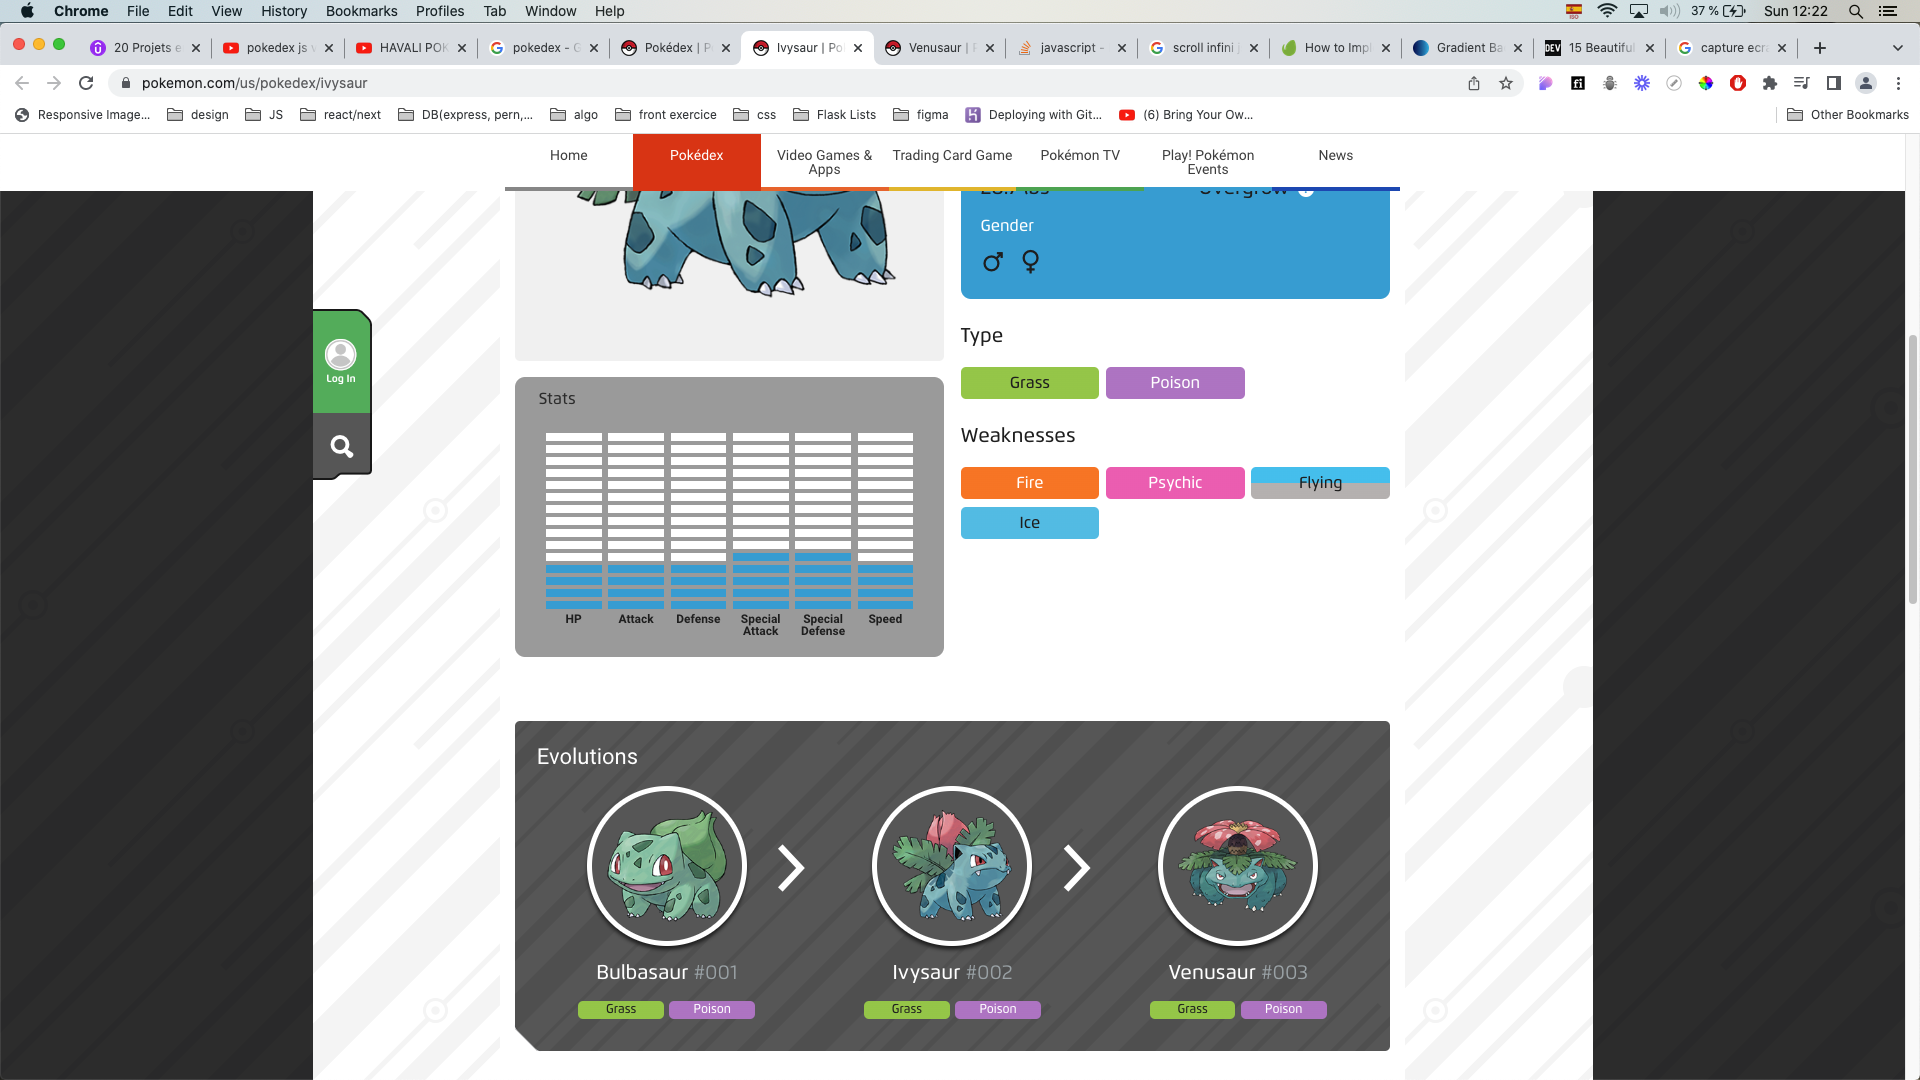 Chrome File Edit View History Bookmarks Profiles Tab Window Help 37 % Sun 12:22
20 Projets e pokedex js v HAVALI POK pokedex - G Pokédex | P Ivysaur | Po Venusaur | javascript - scroll infini j How to Impl Gradient Ba DEV 15 Beautiful capture ecr
pokemon.com/us/pokedex/ivysaur
Responsive Image... design JS react/next DB(express, pern,... algo front exercice css Flask Lists figma Deploying with Git... (6) Bring Your Ow... Other Bookmarks
Home Pokédex Video Games & Apps Trading Card Game Pokémon TV Play! Pokémon Events News
Overgrow
Gender
Log In
Type
Grass Poison
Stats
Weaknesses
Fire Psychic Flying
Ice
HP Attack Defense Special Attack Special Defense Speed
Evolutions
Bulbasaur #001 Ivysaur #002 Venusaur #003
Grass Poison Grass Poison Grass Poison